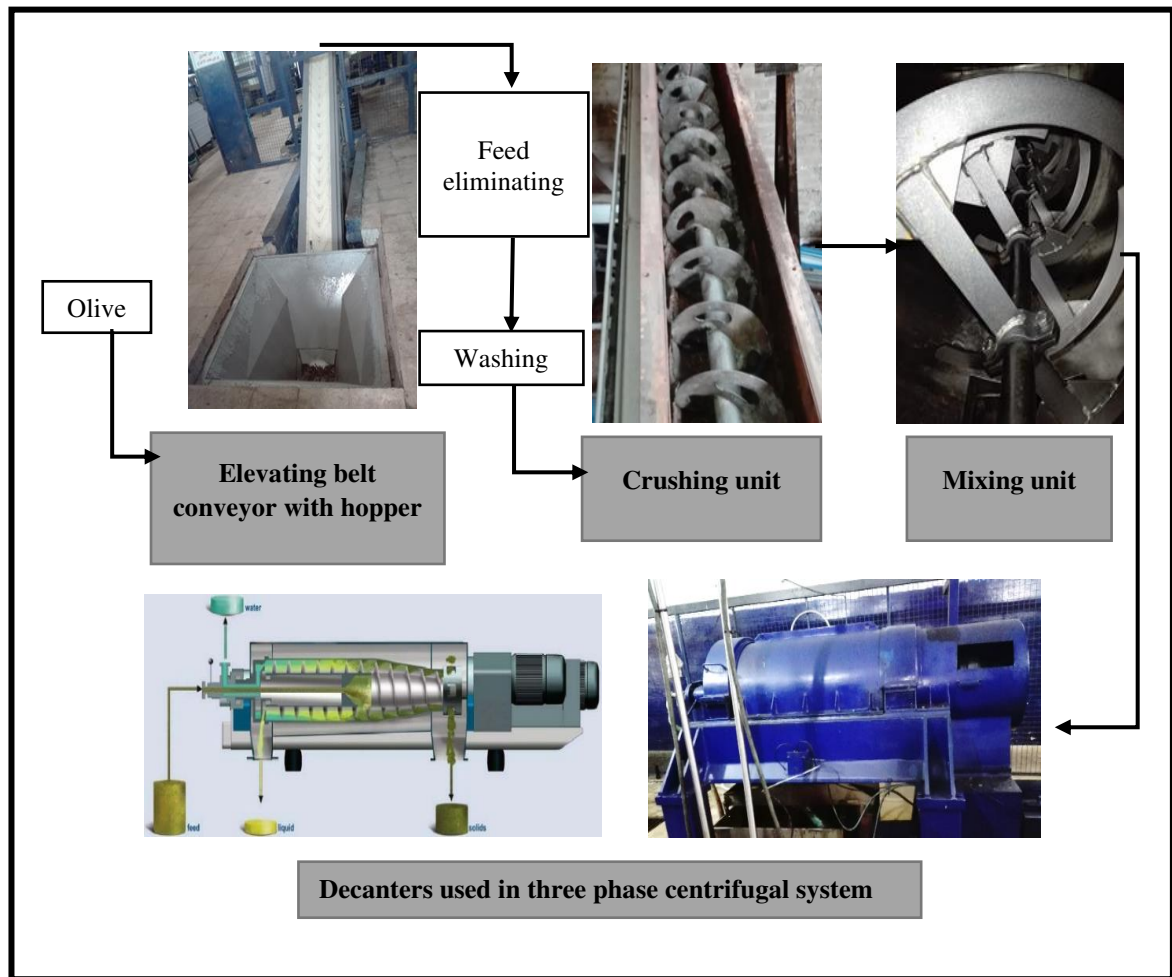 Feed
eliminating
Olive
Washing
Elevating belt
conveyor with hopper
Crushing unit
Mixing unit
water
feed
liquid
solids
Decanters used in three phase centrifugal system